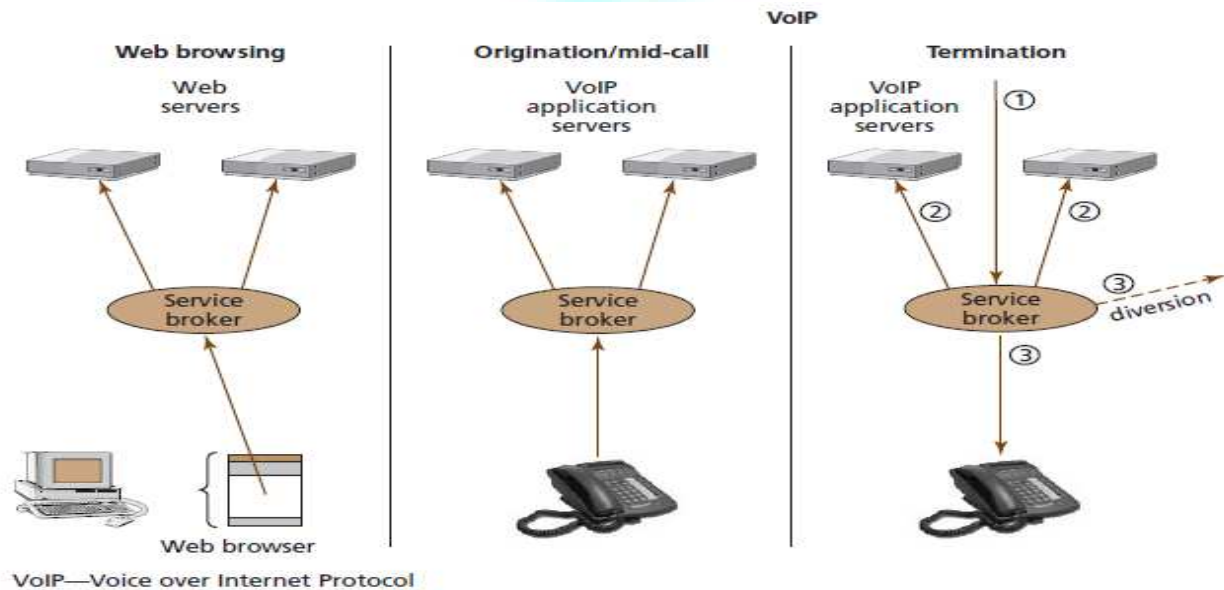 VoIP
Web browsing
Web
servers
Service
broker
Web browser
Origination/mid-call
VoIP
application
servers
Service
broker
Termination
VoIP
application
servers
①
②
②
Service
broker
③
diversion
③
VoIP—Voice over Internet Protocol